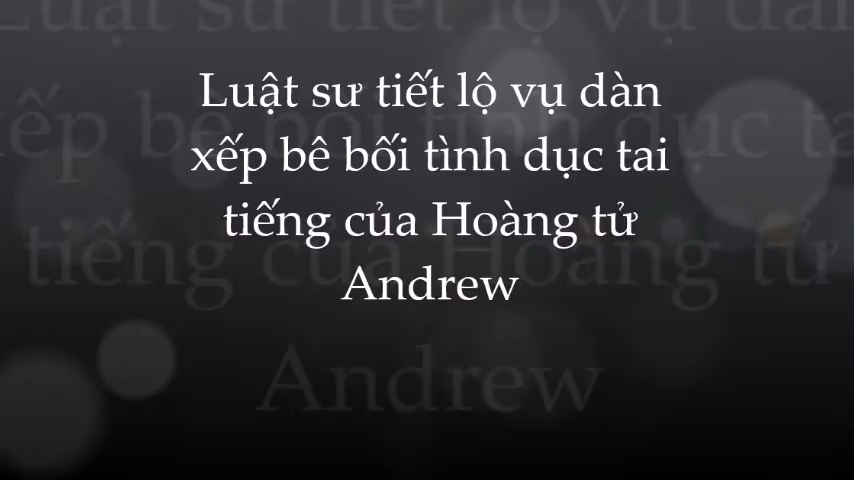 Luật sư tiết lộ vụ dàn
xếp bê bối tình dục tai
tiếng của Hoàng tử
Andrew